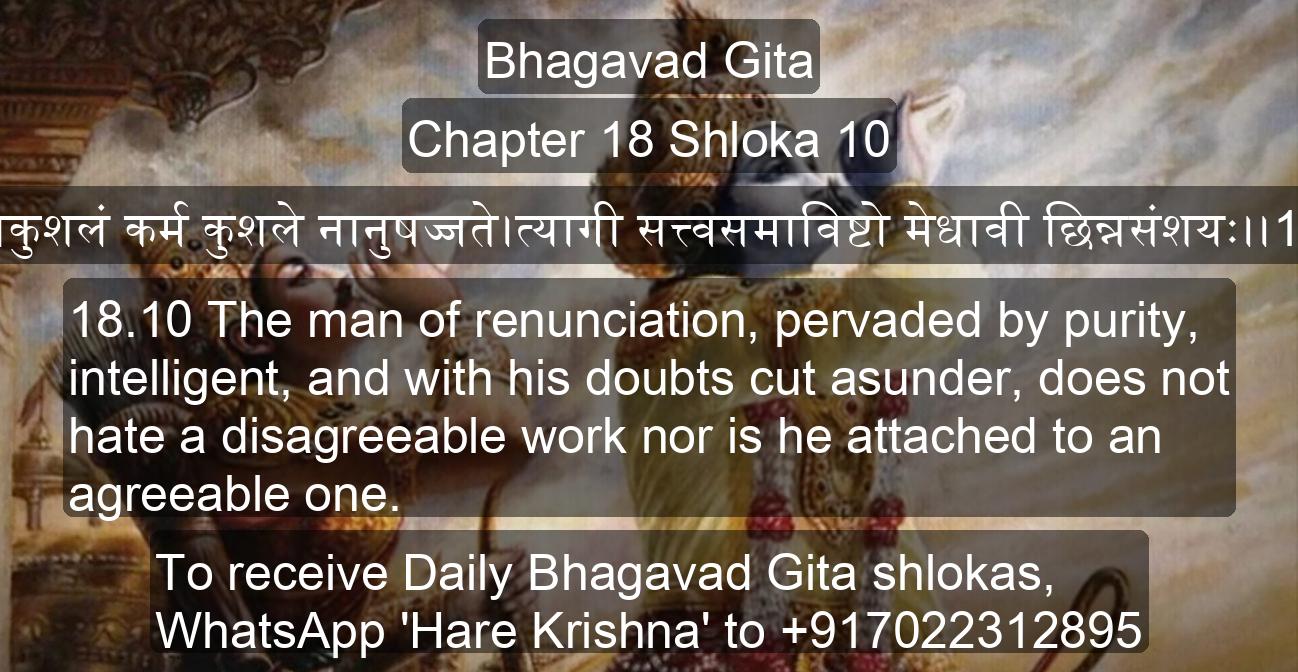 Bhagavad Gita
Chapter 18 Shloka 10
कुशलं कर्म कुशले नानुषज्जते।त्यागी सत्त्वसमाविष्टो मेधावी छिन्नसंशयः।।1
18.10 The man of renunciation, pervaded by purity,
intelligent, and with his doubts cut asunder, does not
hate a disagreeable work nor is he attached to an
agreeable one.
To receive Daily Bhagavad Gita shlokas,
WhatsApp 'Hare Krishna' to +917022312895